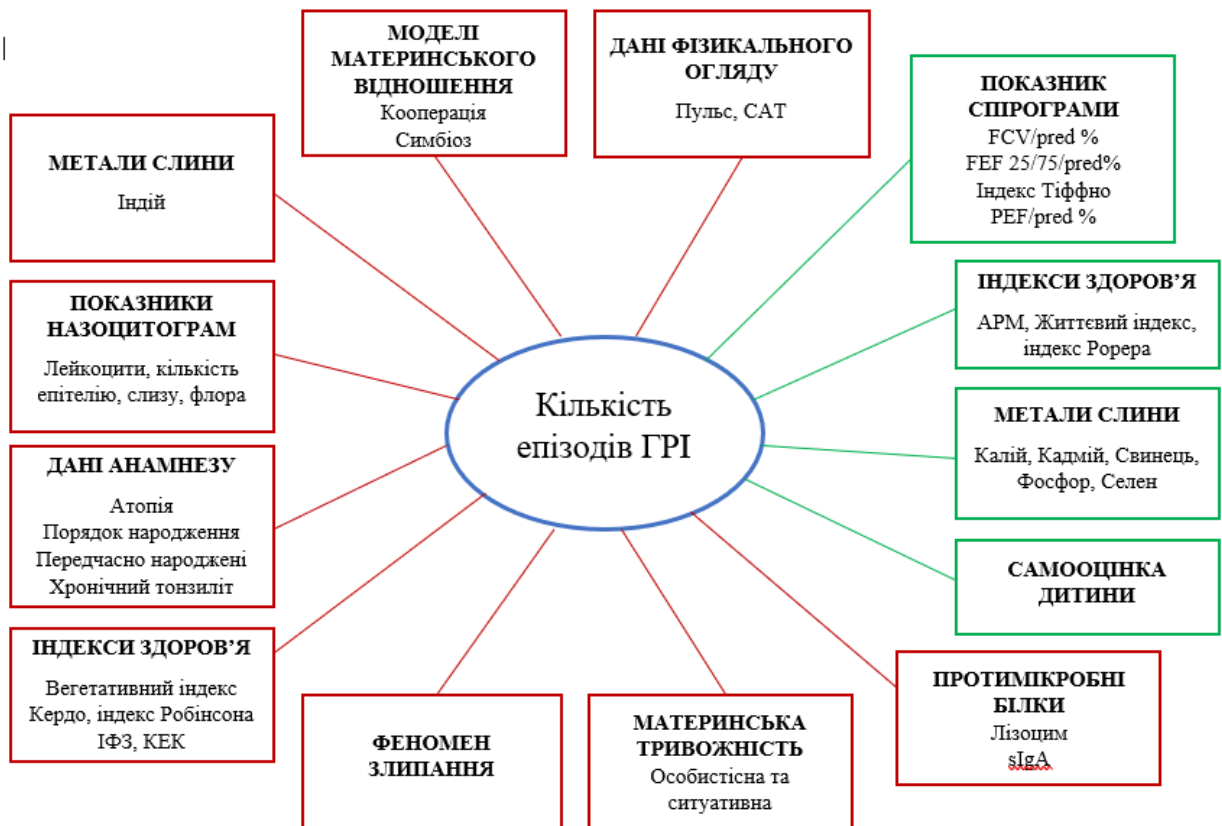 МОДЕЛІ
МАТЕРИНСЬКОГО
ВІДНОШЕННЯ
Кооперація
Симбіоз
ДАНІ ФІЗИКАЛЬНОГО
ОГЛЯДУ
Пульс, САТ
ПОКАЗНИК
СПІРОГРАМИ
FCV/pred %
FEF 25/75/pred%
Індекс Тіффно
PEF/pred %
МЕТАЛИ СЛИНИ
Індій
ПОКАЗНИКИ
НАЗОЦИТОГРАМ
Лейкоцити, кількість
епітелію, слизу, флора
ІНДЕКСИ ЗДОРОВ’Я
АРМ, Життєвий індекс,
індекс Рорера
Кількість
епізодів ГРІ
МЕТАЛИ СЛИНИ
Калій, Кадмій, Свинець,
Фосфор, Селен
ДАНІ АНАМНЕЗУ
Атопія
Порядок народження
Передчасно народжені
Хронічний тонзиліт
САМООЦІНКА
ДИТИНИ
ІНДЕКСИ ЗДОРОВ’Я
Вегетативний індекс
Кердо, індекс Робінсона
ІФЗ, КЕК
ФЕНОМЕН
ЗЛИПАННЯ
МАТЕРИНСЬКА
ТРИВОЖНІСТЬ
Особистісна та
ситуативна
ПРОТИМІКРОБНІ
БІЛКИ
Лізоцим
sIgA